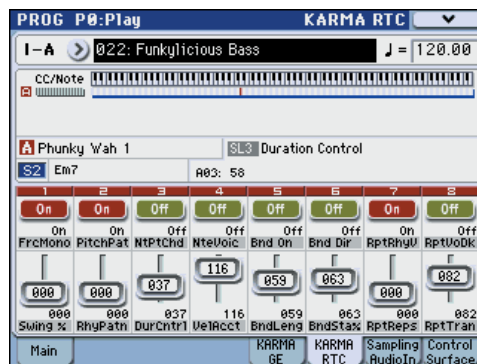 PROG P0:Play KARMA RTC
I-A 022: Funkylicious Bass ♩= 120.00
CC/Note
A
A Phunky Wah 1 SL3 Duration Control
S2 Em7 A03: 58
1 2 3 4 5 6 7 8
On On Off Off Off Off On Off
On On Off Off Off Off On Off
FrcMono PitchPat NtPtChd NteVoic Bnd On Bnd Dir RptRhyV RptVoDk
000 000 037 116 059 063 000 082
000 000 037 116 059 063 000 082
Swing % RhyPatn DurCntrl VelAcct BndLeng BndSta% RptReps RptTran
Main KARMA GE KARMA RTC Sampling AudioIn Control Surface